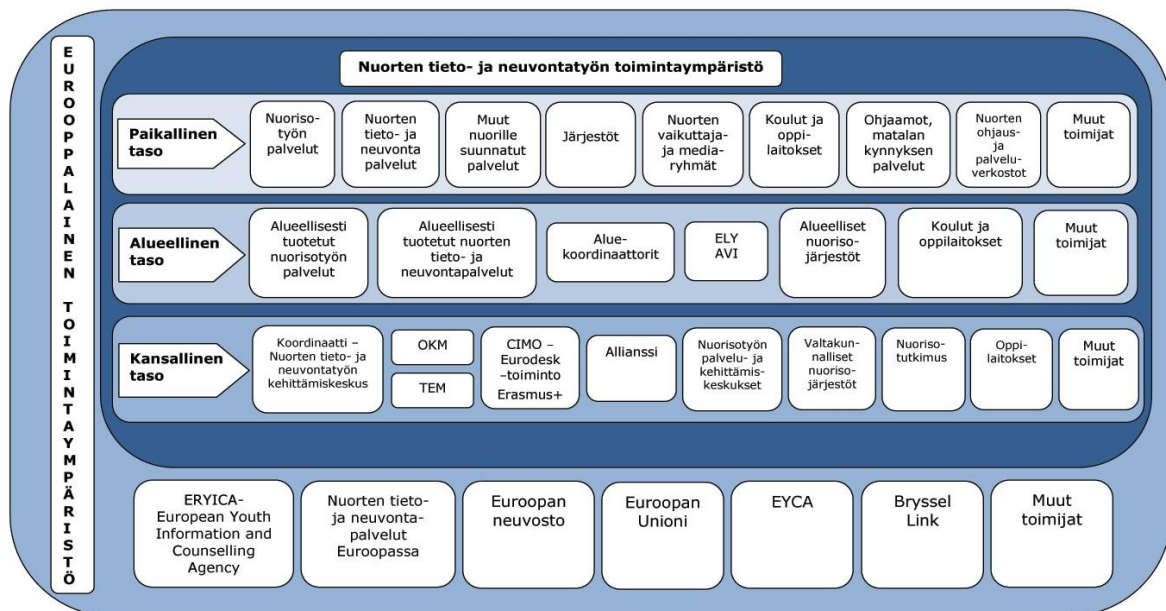 EUROOPPALAINEN TOIMINTAYMPÄRISTÖ
Nuorten tieto- ja neuvontatyön toimintaympäristö
Paikallinen
taso
Nuoriso-
työn
palvelut
Nuorten
tieto- ja
neuvonta
palvelut
Muut
nuorille
suunnatut
palvelut
Järjestöt
Nuorten
vaikuttaja-
ja media-
ryhmät
Koulut ja
oppi-
laitokset
Ohjaamot,
matalan
kynnyksen
palvelut
Nuorten
ohjaus-
ja
palvelu-
verkostot
Muut
toimijat
Alueellinen
taso
Alueellisesti
tuotetut
nuorisotyön
palvelut
Alueellisesti
tuotetut nuorten
tieto- ja
neuvontapalvelut
Alue-
koordinaattorit
ELY
AVI
Alueelliset
nuoriso-
järjestöt
Koulut ja
oppilaitokset
Muut
toimijat
Kansallinen
taso
Koordinaatti –
Nuorten tieto- ja
neuvontatyön
kehittämiskeskus
OKM
TEM
CIMO –
Eurodesk
–toiminto
Erasmus+
Allianssi
Nuorisotyön
palvelu- ja
kehittämis-
keskukset
Valtakun-
nalliset
nuoriso-
järjestöt
Nuoriso-
tutkimus
Oppi-
laitokset
Muut
toimijat
ERYICA-
European Youth
Information and
Counselling
Agency
Nuorten tieto-
ja neuvonta-
palvelut
Euroopassa
Euroopan
neuvosto
Euroopan
Unioni
EYCA
Bryssel
Link
Muut
toimijat